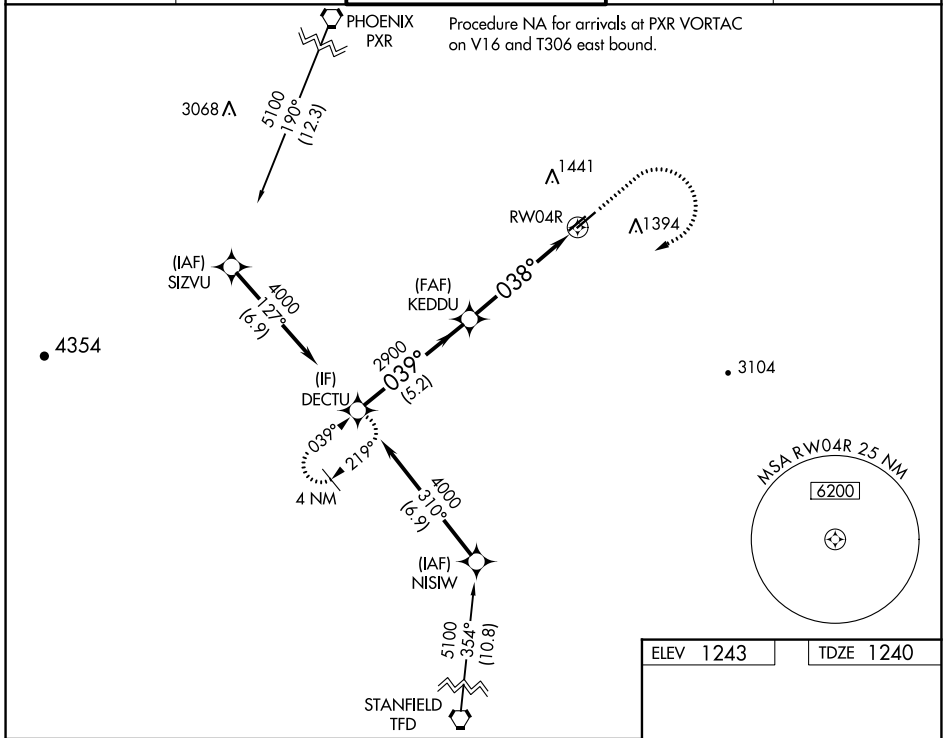 PHOENIX
PXR
Procedure NA for arrivals at PXR VORTAC
on V16 and T306 east bound.
3068
5100
190°
(12.3)
1441
RW04R
1394
(IAF)
SIZVU
4000
127°
(6.9)
(FAF)
KEDDU
038°
4354
2900
039°
(5.2)
3104
(IF)
DECTU
039°
219°
4 NM
4000
310°
(6.9)
MSA RW04R 25 NM
6200
(IAF)
NISIW
5100
354°
(10.8)
ELEV 1243
TDZE 1240
STANFIELD
TFD